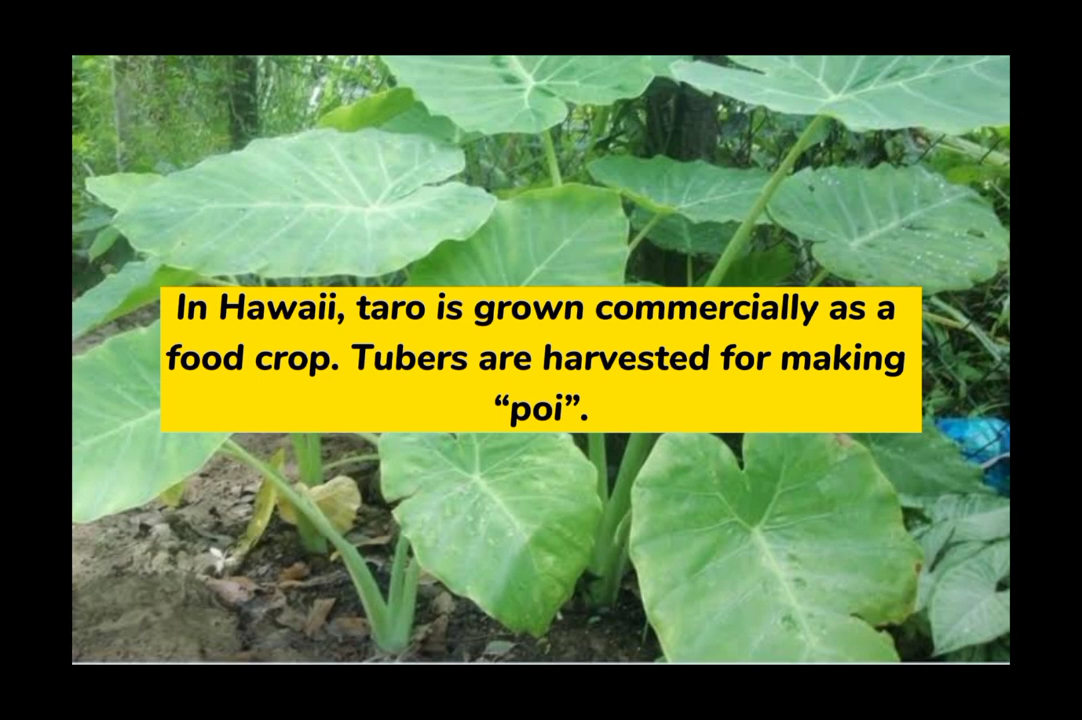 In Hawaii, taro is grown commercially as a
food crop. Tubers are harvested for making
“poi”.